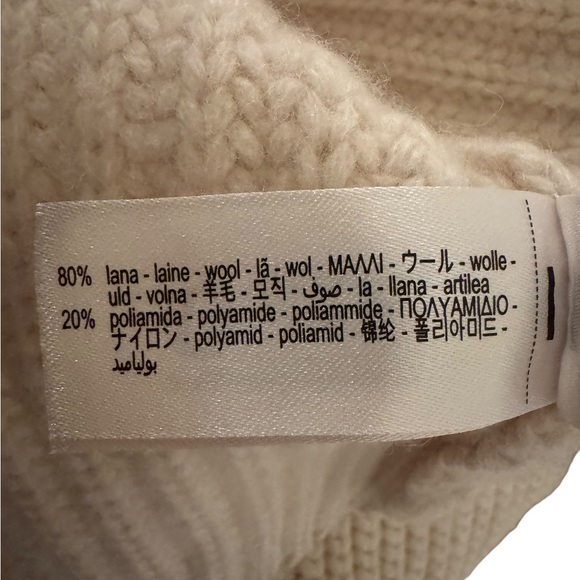 80% lana - laine - wool - lã - wol - ΜΑΛΛΙ - ウール - wolle -
uld - volna - 羊毛 - 모직 - صوف - la - llana - artilea
20% poliamida - polyamide - poliammide - ΠΟΛΥΑΜΙΔΙΟ -
ナイロン - polyamid - poliamid - 锦纶 - 폴리아미드 -
بولياميد